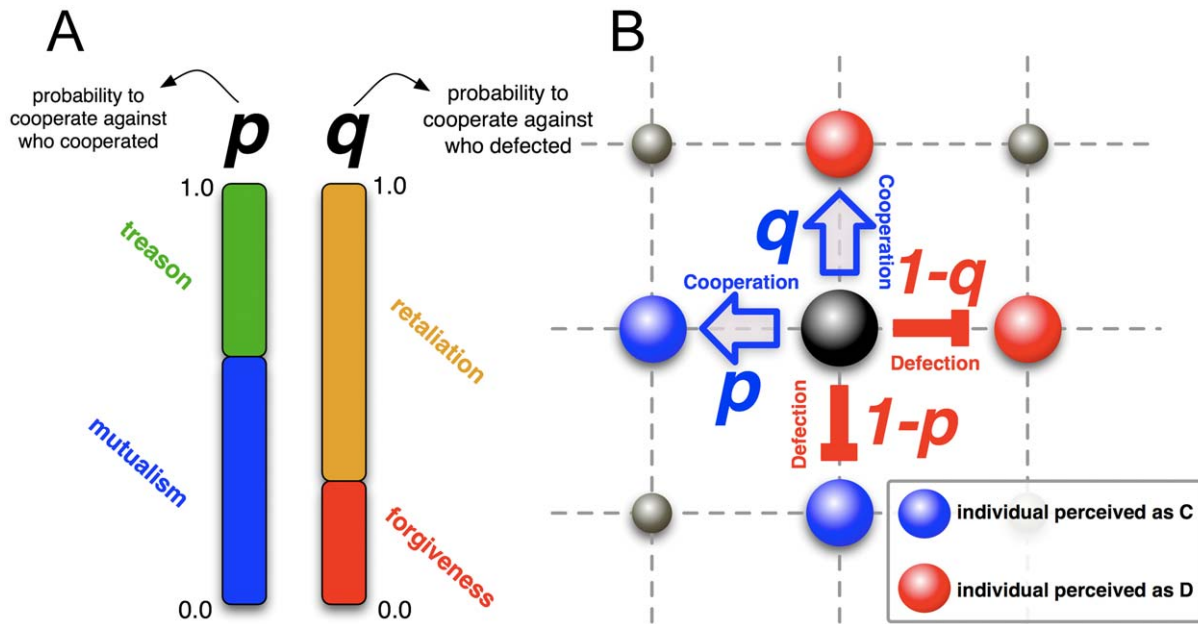 A
probability to
cooperate against
who cooperated
p
q
probability to
cooperate against
who defected
1.0
1.0
treason
mutualism
retaliation
forgiveness
0.0
0.0
B
q
Cooperation
Cooperation
p
1-q
Defection
Defection
1-p
individual perceived as C
individual perceived as D